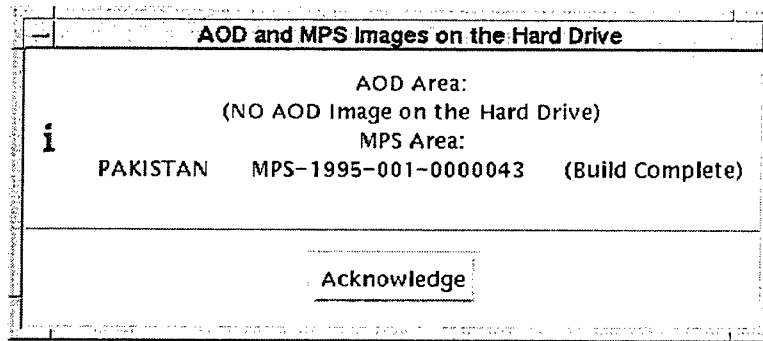 AOD and MPS Images on the Hard Drive
AOD Area:
(NO AOD Image on the Hard Drive)
MPS Area:
i
PAKISTAN MPS-1995-001-0000043 (Build Complete)
Acknowledge